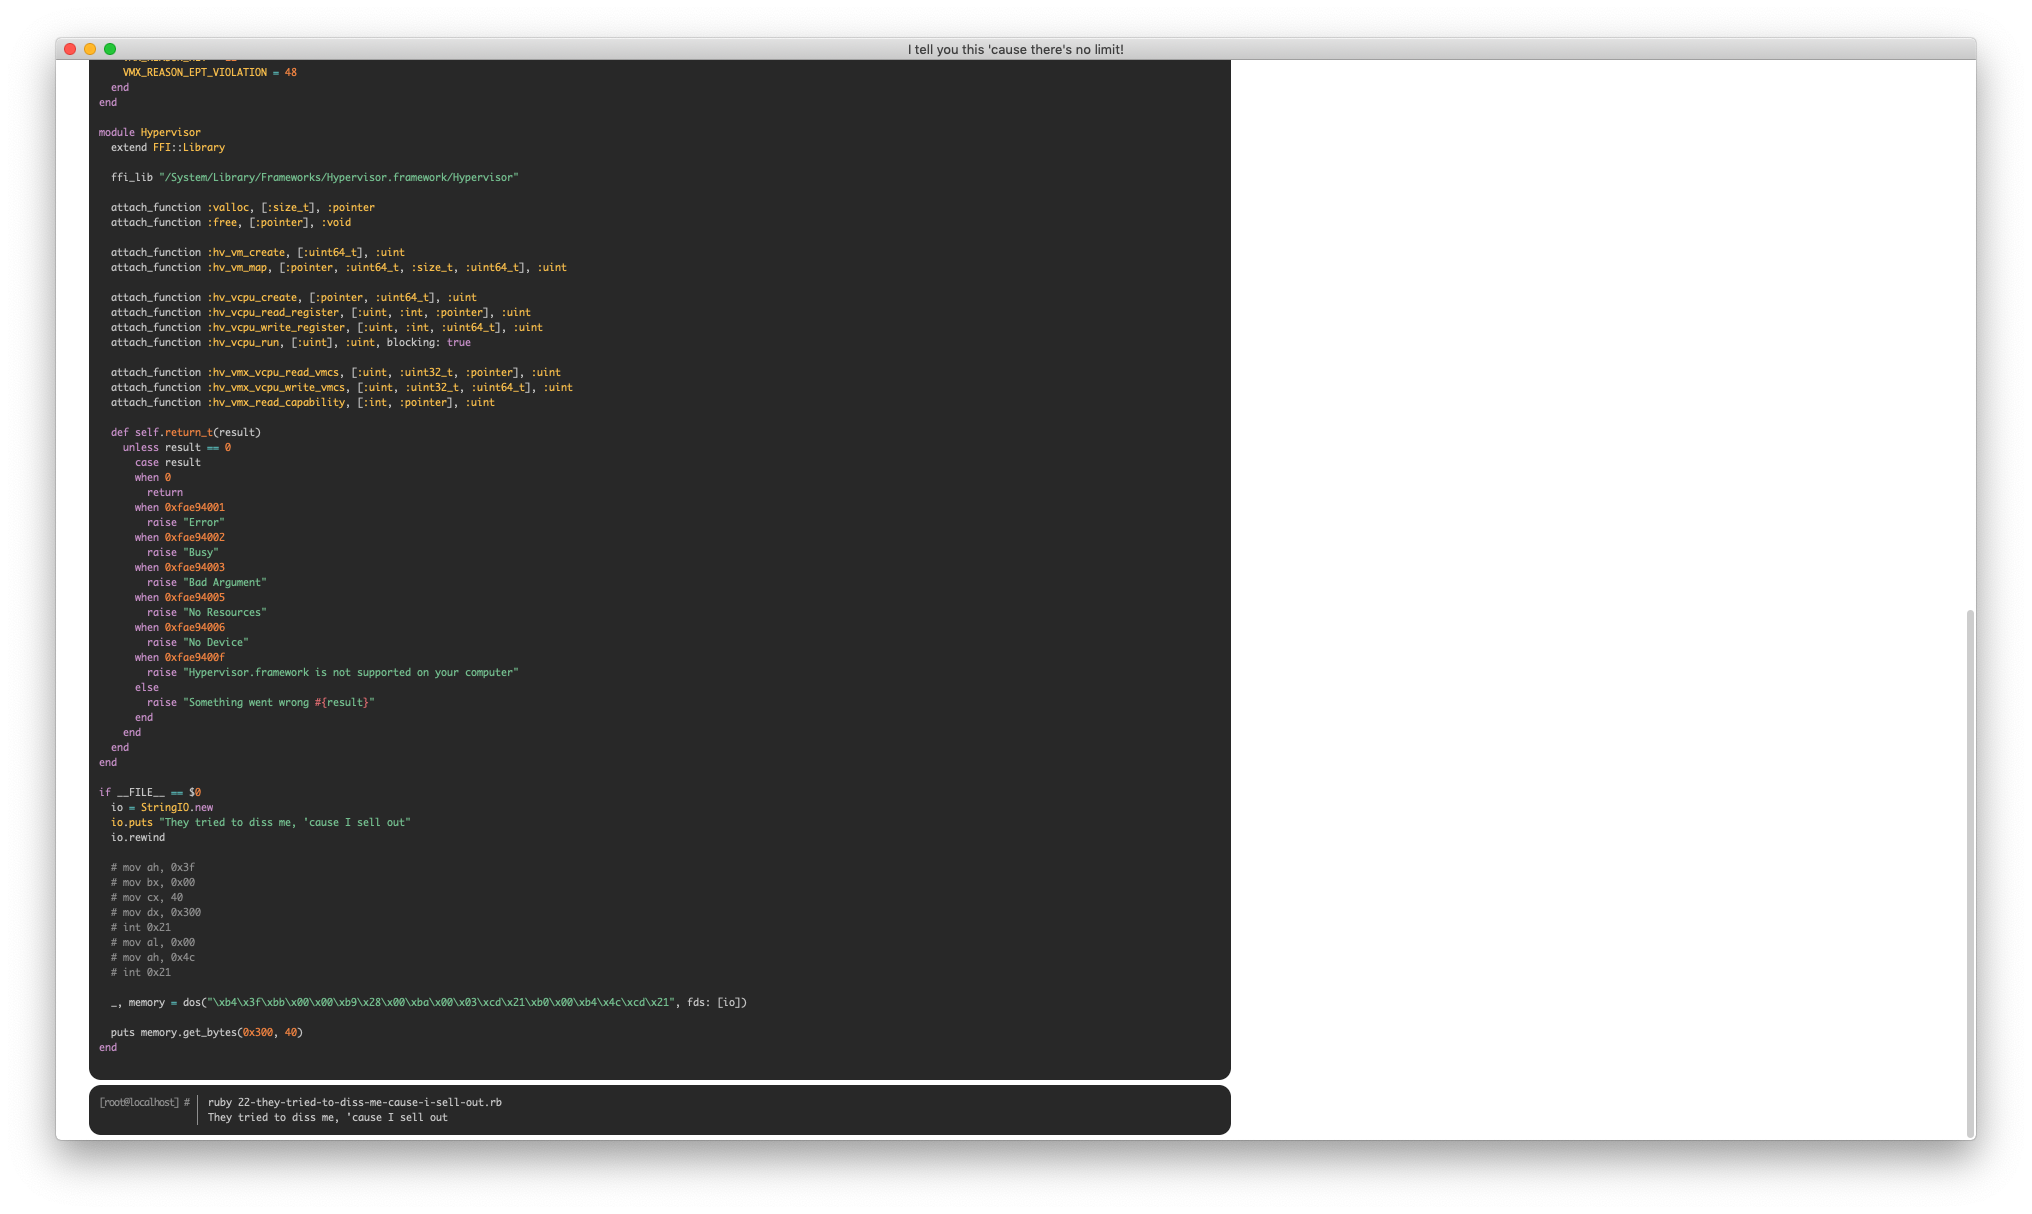 I tell you this 'cause there's no limit!
VMX_REASON_EPT_VIOLATION = 48
end
end
module Hypervisor
extend FFI::Library
ffi_lib "/System/Library/Frameworks/Hypervisor.framework/Hypervisor"
attach_function :valloc, [:size_t], :pointer
attach_function :free, [:pointer], :void
attach_function :hv_vm_create, [:uint64_t], :uint
attach_function :hv_vm_map, [:pointer, :uint64_t, :size_t, :uint64_t], :uint
attach_function :hv_vcpu_create, [:pointer, :uint64_t], :uint
attach_function :hv_vcpu_read_register, [:uint, :int, :pointer], :uint
attach_function :hv_vcpu_write_register, [:uint, :int, :uint64_t], :uint
attach_function :hv_vcpu_run, [:uint], :uint, blocking: true
attach_function :hv_vmx_vcpu_read_vmcs, [:uint, :uint32_t, :pointer], :uint
attach_function :hv_vmx_vcpu_write_vmcs, [:uint, :uint32_t, :uint64_t], :uint
attach_function :hv_vmx_read_capability, [:int, :pointer], :uint
def self.return_t(result)
unless result == 0
case result
when 0
return
when 0xfae94001
raise "Error"
when 0xfae94002
raise "Busy"
when 0xfae94003
raise "Bad Argument"
when 0xfae94005
raise "No Resources"
when 0xfae94006
raise "No Device"
when 0xfae9400f
raise "Hypervisor.framework is not supported on your computer"
else
raise "Something went wrong #{result}"
end
end
end
end
if __FILE__ == $0
io = StringIO.new
io.puts "They tried to diss me, 'cause I sell out"
io.rewind
# mov ah, 0x3f
# mov bx, 0x00
# mov cx, 40
# mov dx, 0x300
# int 0x21
# mov al, 0x00
# mov ah, 0x4c
# int 0x21
_, memory = dos("\xb4\x3f\xbb\x00\x00\xb9\x28\x00\xba\x00\x03\xcd\x21\xb0\x00\xb4\x4c\xcd\x21", fds: [io])
puts memory.get_bytes(0x300, 40)
end
[root@localhost] # ruby 22-they-tried-to-diss-me-cause-i-sell-out.rb
They tried to diss me, 'cause I sell out